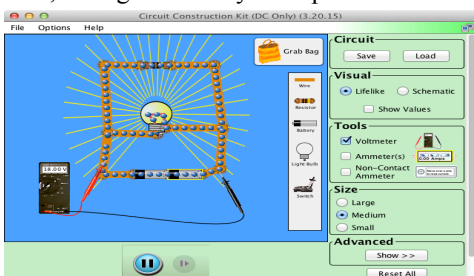 Circuit Construction Kit (DC Only) (3.20.15)
File Options Help
Grab Bag
Wire
Resistor
Battery
Light Bulb
Switch
18.00 V
Circuit
Save Load
Visual
Lifelike Schematic
Show Values
Tools
Voltmeter
Ammeter(s)
0.00 Amps
Non-Contact
Ammeter
Size
Large
Medium
Small
Advanced
Show >>
Reset All